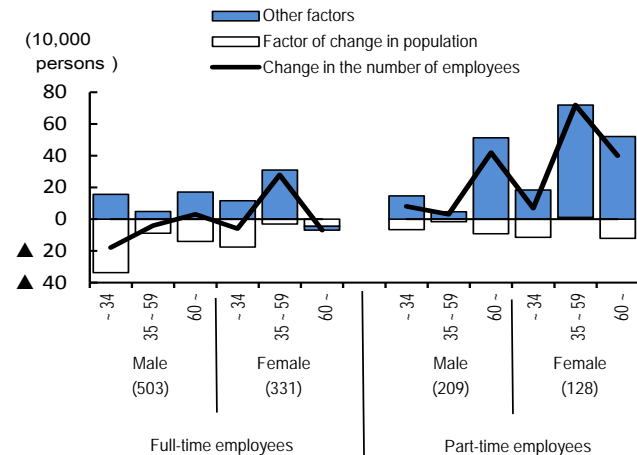 Other factors
Factor of change in population
Change in the number of employees
(10,000
persons )
80
60
40
20
0
▲ 20
▲ 40
~ 34
35 ~ 59
60 ~
~ 34
35 ~ 59
60 ~
~ 34
35 ~ 59
60 ~
~ 34
35 ~ 59
60 ~
Male Female Male Female
(503) (331) (209) (128)
Full-time employees Part-time employees